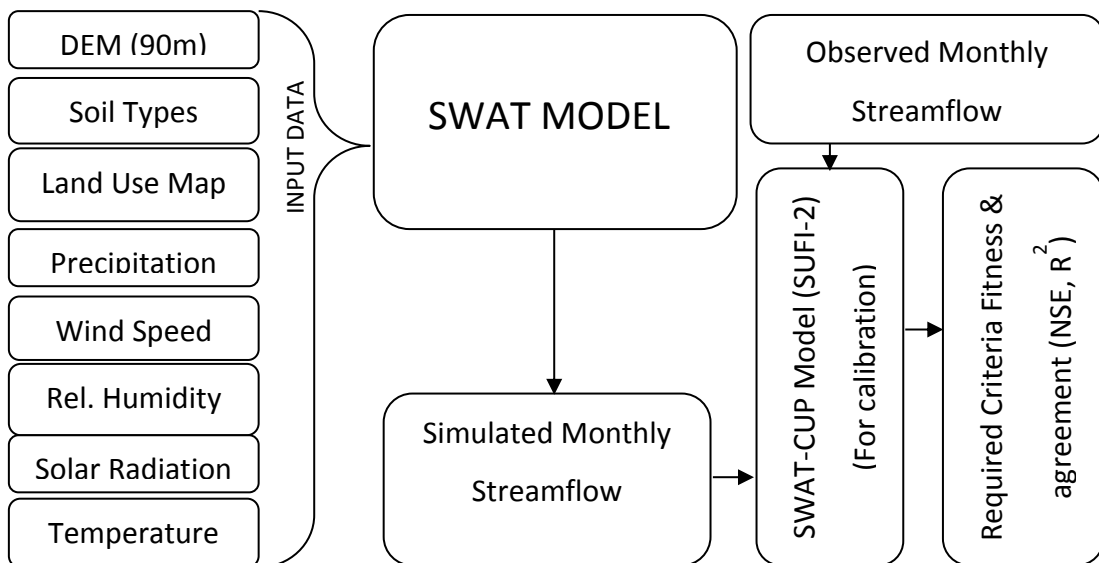 DEM (90m)
Soil Types
Land Use Map
Precipitation
Wind Speed
Rel. Humidity
Solar Radiation
Temperature
INPUT DATA
SWAT MODEL
Simulated Monthly
Streamflow
Observed Monthly
Streamflow
SWAT-CUP Model (SUFI-2)
(For calibration)
Required Criteria Fitness &
agreement (NSE, R²)